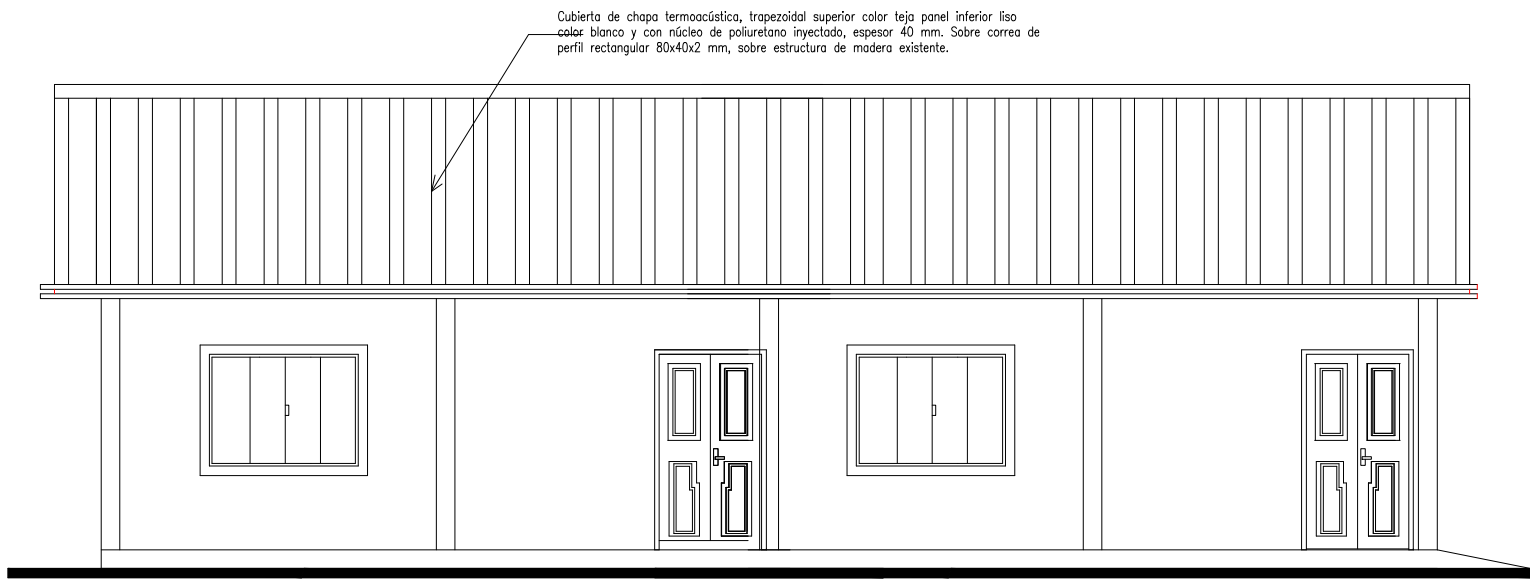 Cubierta de chapa termoacústica, trapezoidal superior color teja panel inferior liso
color blanco y con núcleo de poliuretano inyectado, espesor 40 mm. Sobre correa de
perfil rectangular 80x40x2 mm, sobre estructura de madera existente.